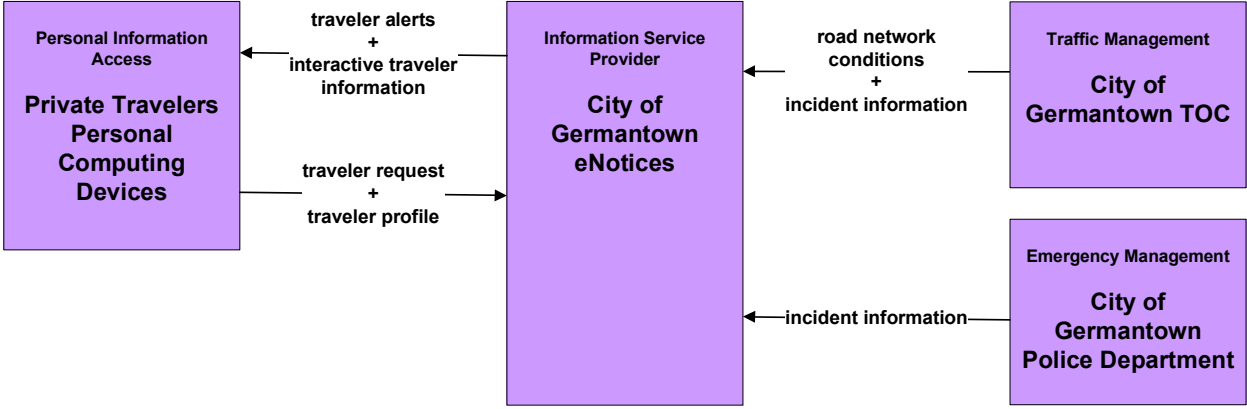 Personal Information
Access
Private Travelers
Personal
Computing
Devices
traveler alerts
+
interactive traveler
information
traveler request
+
traveler profile
Information Service
Provider
City of
Germantown
eNotices
road network
conditions
+
incident information
incident information
Traffic Management
City of
Germantown TOC
Emergency Management
City of
Germantown
Police Department